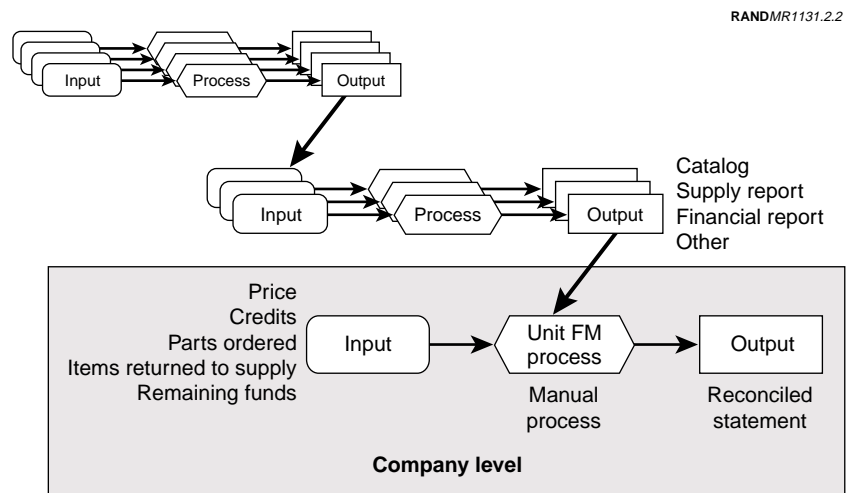 RANDMR1131.2.2
Input
Process
Output
Input
Process
Output
Catalog
Supply report
Financial report
Other
Price
Credits
Parts ordered
Items returned to supply
Remaining funds
Input
Unit FM
process
Output
Manual
process
Reconciled
statement
Company level